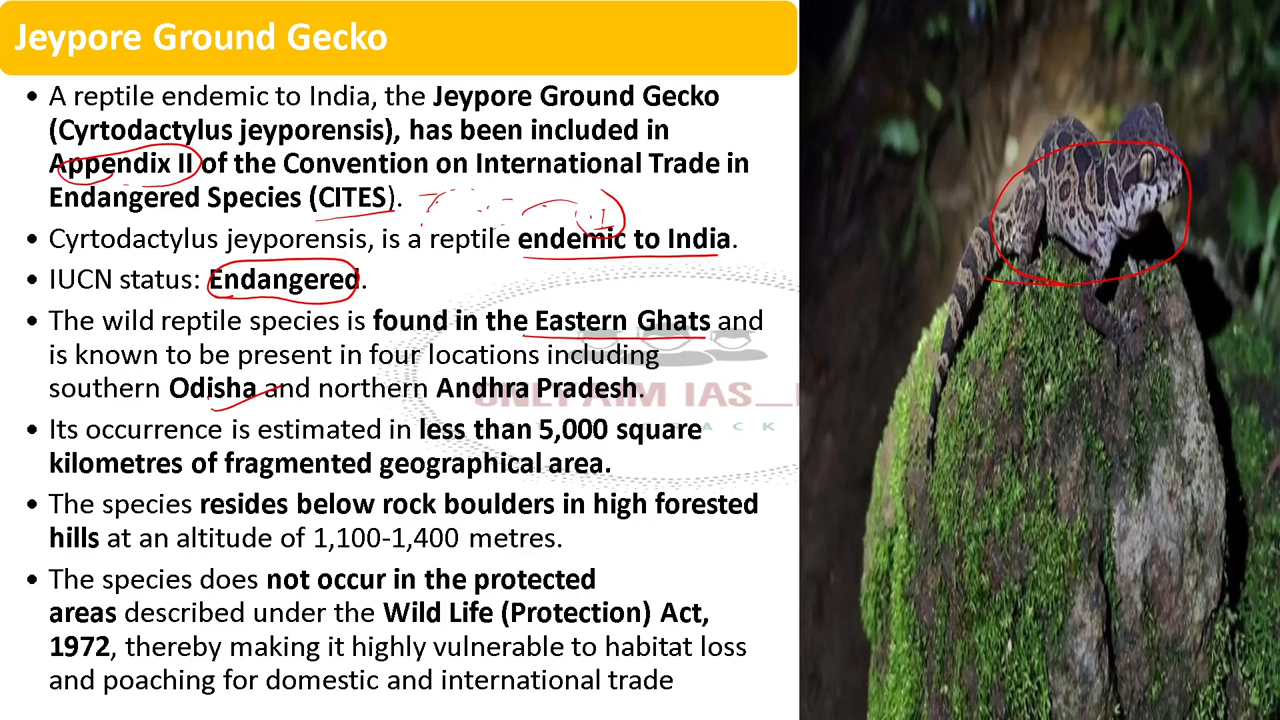 Jeypore Ground Gecko
• A reptile endemic to India, the Jeypore Ground Gecko
(Cyrtodactylus jeyporensis), has been included in
Appendix II of the Convention on International Trade in
Endangered Species (CITES).
Cyrtodactylus jeyporensis, is a reptile endemic to India.
• IUCN status: Endangered.
• The wild reptile species is found in the Eastern Ghats and
is known to be present in four locations including
southern Odisha and northern Andhra Pradesh.
• Its occurrence is estimated in less than 5,000 square
kilometres of fragmented geographical area.
• The species resides below rock boulders in high forested
hills at an altitude of 1,100-1,400 metres.
• The species does not occur in the protected
areas described under the Wild Life (Protection) Act,
1972, thereby making it highly vulnerable to habitat loss
and poaching for domestic and international trade